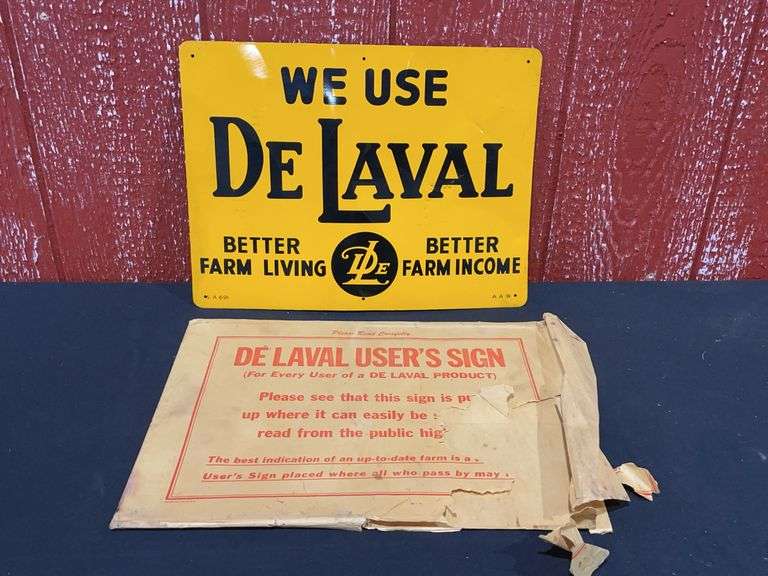 WE USE
DE LAVAL
BETTER BETTER
FARM LIVING DLE FARM INCOME
A A W
Please Read Carefully
DE LAVAL USER'S SIGN
(For Every User of a DE LAVAL PRODUCT)
Please see that this sign is
up where it can easily be
read from the public
The best indication of an up-to-date farm is a
User's Sign placed where all who pass by may